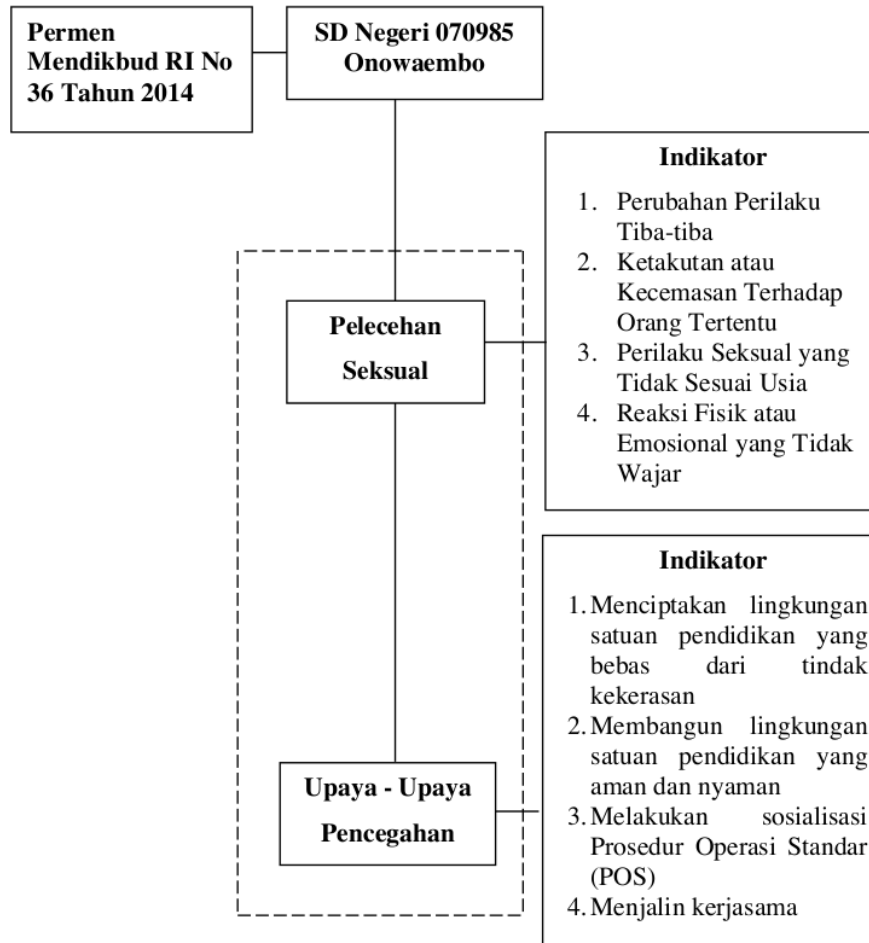 Permen
Mendikbud RI No
36 Tahun 2014
SD Negeri 070985
Onowaembo
Indikator
1. Perubahan Perilaku
Tiba-tiba
2. Ketakutan atau
Kecemasan Terhadap
Orang Tertentu
3. Perilaku Seksual yang
Tidak Sesuai Usia
4. Reaksi Fisik atau
Emosional yang Tidak
Wajar
Pelecehan
Seksual
Indikator
1. Menciptakan lingkungan
satuan pendidikan yang
bebas dari tindak
kekerasan
2. Membangun lingkungan
satuan pendidikan yang
aman dan nyaman
3. Melakukan sosialisasi
Prosedur Operasi Standar
(POS)
4. Menjalin kerjasama
Upaya - Upaya
Pencegahan